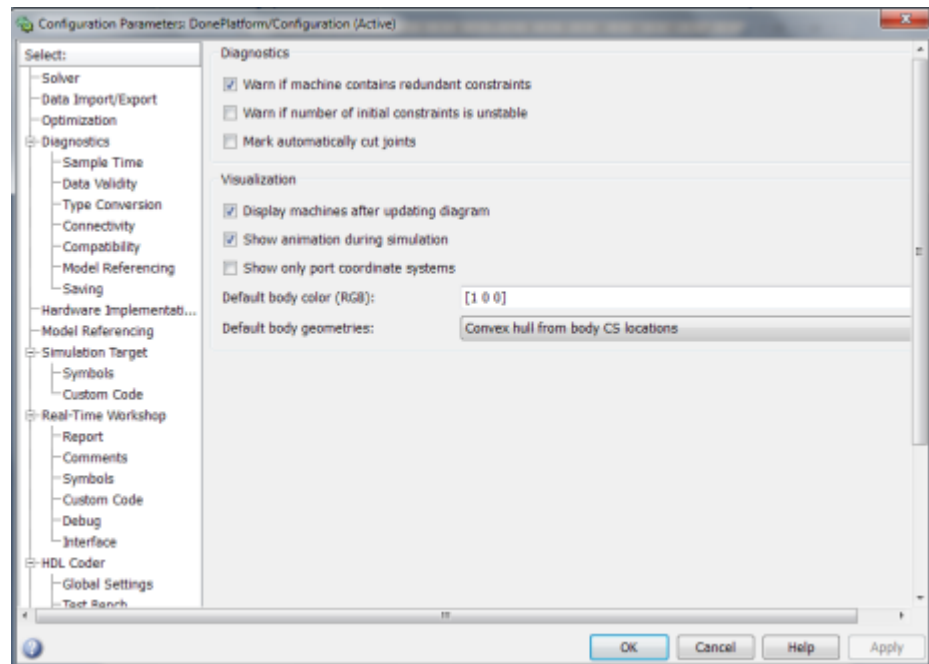 Configuration Parameters: DonePlatform/Configuration (Active)
Select:
Solver
Data Import/Export
Optimization
Diagnostics
Sample Time
Data Validity
Type Conversion
Connectivity
Compatibility
Model Referencing
Saving
Hardware Implementati...
Model Referencing
Simulation Target
Symbols
Custom Code
Real-Time Workshop
Report
Comments
Symbols
Custom Code
Debug
Interface
HDL Coder
Global Settings
Test Bench
Diagnostics
Warn if machine contains redundant constraints
Warn if number of initial constraints is unstable
Mark automatically cut joints
Visualization
Display machines after updating diagram
Show animation during simulation
Show only port coordinate systems
Default body color (RGB): [1 0 0]
Default body geometries: Convex hull from body CS locations
OK Cancel Help Apply